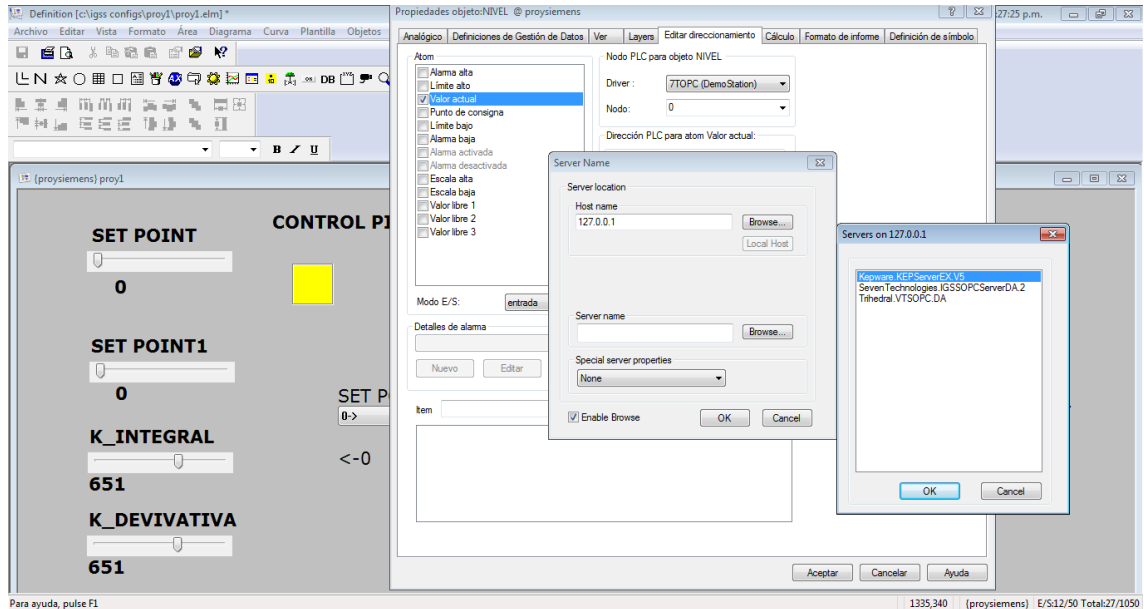 Definition [c:\igss configs\proy1\proy1.elm] *
Propiedades objeto:NIVEL @ proysiemens
:27:25 p.m.
Archivo Editar Vista Formato Área Diagrama Curva Plantilla Objetos
Analógico Definiciones de Gestión de Datos Ver Layers Editar direccionamiento Cálculo Formato de informe Definición de símbolo
DB
B I U
Atom
Alarma alta
Límite alto
Valor actual
Punto de consigna
Límite bajo
Alarma baja
Alarma activada
Alarma desactivada
Escala alta
Escala baja
Valor libre 1
Valor libre 2
Valor libre 3
Modo E/S: entrada
Detalles de alarma
Nuevo Editar
Item
Nodo PLC para objeto NIVEL
Driver : 7TOPC (DemoStation)
Nodo: 0
Dirección PLC para atom Valor actual:
Aceptar Cancelar Ayuda
Server Name
Server location
Host name
127.0.0.1 Browse...
Local Host
Server name
Browse...
Special server properties
None
Enable Browse OK Cancel
Servers on 127.0.0.1
Kepware.KEPServerEX.V5
SevenTechnologies.IGSSOPCServerDA.2
Trihedral.VTSOPC.DA
OK Cancel
{proysiemens} proy1
CONTROL PI
SET POINT
0
SET POINT1
0
SET P
0->
<-0
K_INTEGRAL
651
K_DEVIVATIVA
651
Para ayuda, pulse F1
1335,340 {proysiemens} E/S:12/50 Total:27/1050